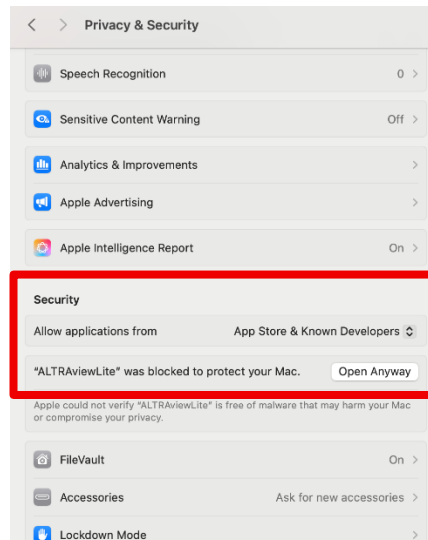 Privacy & Security
Speech Recognition 0
Sensitive Content Warning Off
Analytics & Improvements
Apple Advertising
Apple Intelligence Report On
Security
Allow applications from App Store & Known Developers
“ALTRAviewLite” was blocked to protect your Mac. Open Anyway
Apple could not verify “ALTRAviewLite” is free of malware that may harm your Mac
or compromise your privacy.
FileVault On
Accessories Ask for new accessories
Lockdown Mode